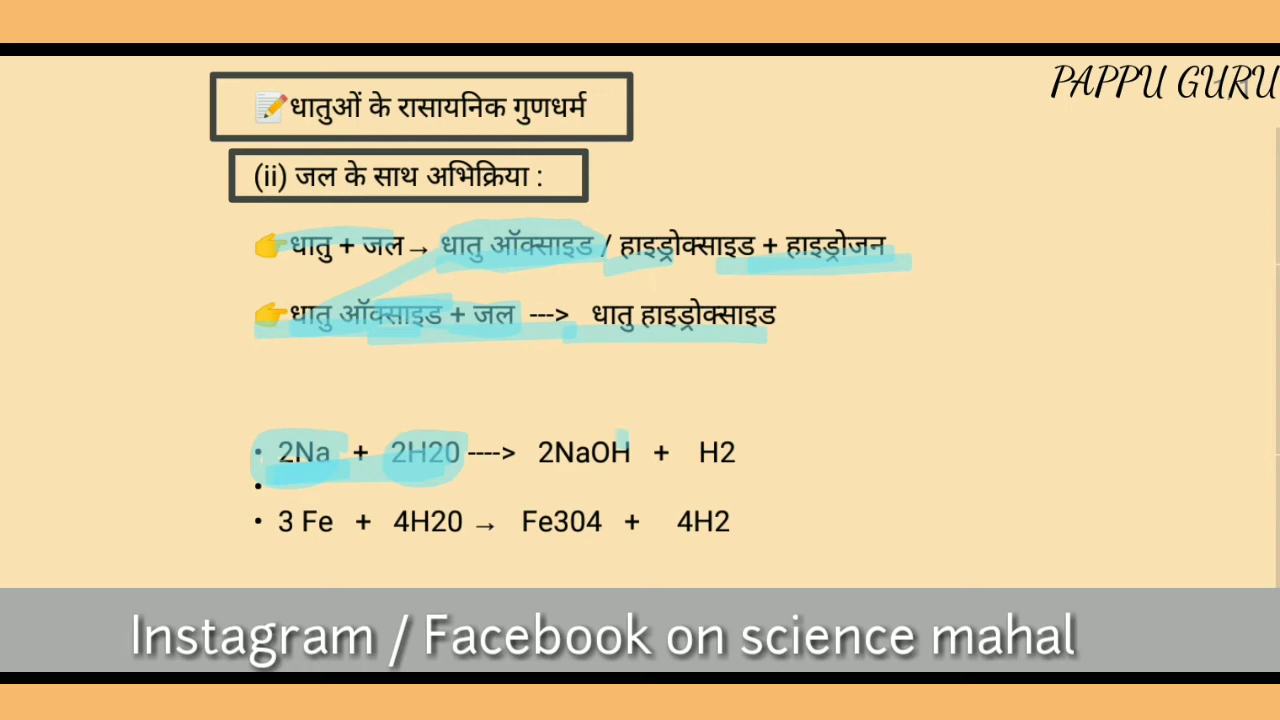 PAPPU GURU
📝धातुओं के रासायनिक गुणधर्म
(ii) जल के साथ अभिक्रिया :
👉धातु + जल→ धातु ऑक्साइड / हाइड्रोक्साइड + हाइड्रोजन
👉धातु ऑक्साइड + जल ---> धातु हाइड्रोक्साइड
• 2Na + 2H20 ----> 2NaOH + H2
•
• 3 Fe + 4H20 → Fe304 + 4H2
Instagram / Facebook on science mahal